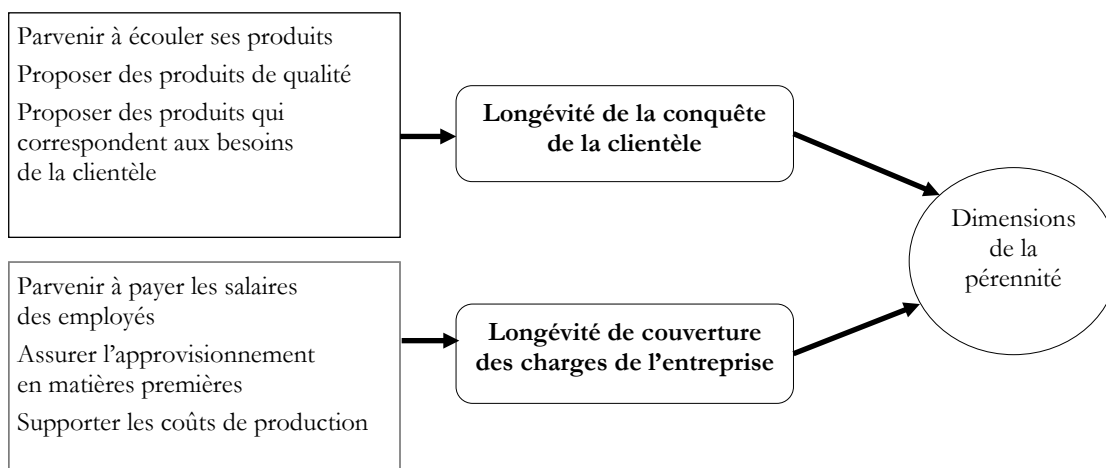 Parvenir à écouler ses produits
Proposer des produits de qualité
Proposer des produits qui
correspondent aux besoins
de la clientèle
Longévité de la conquête
de la clientèle
Dimensions
de la
pérennité
Parvenir à payer les salaires
des employés
Assurer l’approvisionnement
en matières premières
Supporter les coûts de production
Longévité de couverture
des charges de l’entreprise